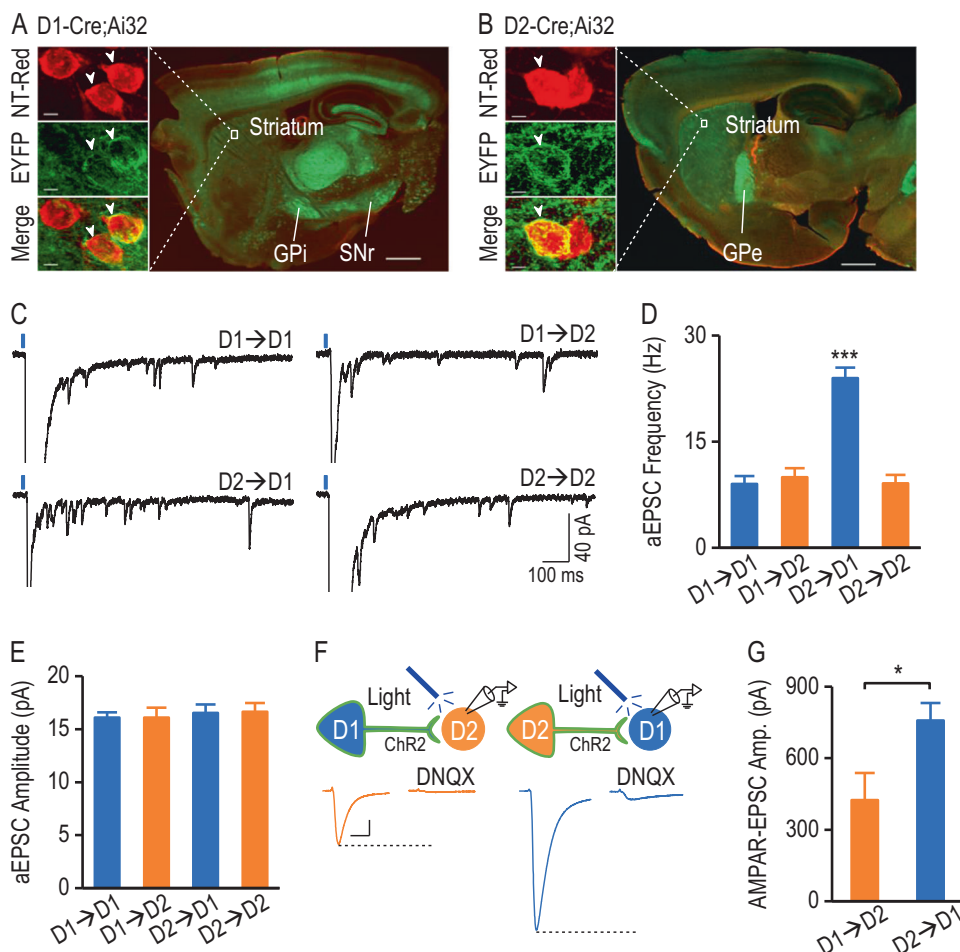 A D1-Cre;Ai32
NT-Red
EYFP
Merge
Striatum
GPi
SNr
B D2-Cre;Ai32
NT-Red
EYFP
Merge
Striatum
GPe
C
D1→D1
D1→D2
D2→D1
D2→D2
40 pA
100 ms
D
aEPSC Frequency (Hz)
30
15
0
***
D1→D1
D1→D2
D2→D1
D2→D2
E
aEPSC Amplitude (pA)
20
15
10
5
0
D1→D1
D1→D2
D2→D1
D2→D2
F
Light
D1
ChR2
D2
DNQX
Light
D2
ChR2
D1
DNQX
G
AMPAR-EPSC Amp. (pA)
900
600
300
0
*
D1→D2
D2→D1